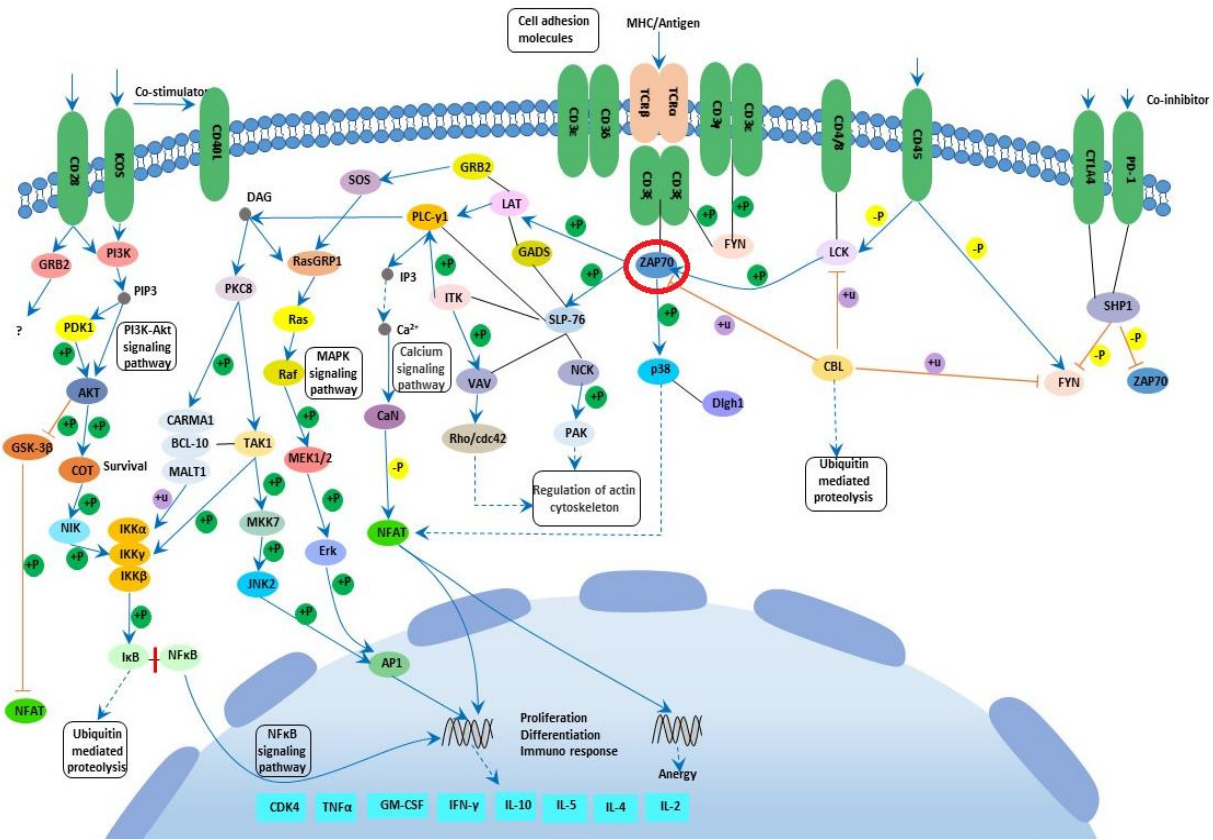 Cell adhesion
molecules
MHC/Antigen
Co-stimulator
Co-inhibitor
CD28
ICOS
CD40L
CD3ε
CD3δ
TCRβ
TCRα
CD3γ
CD3ε
CD3ξ
CD3ξ
CD4/8
CD45
CTLA4
PD-1
GRB2
SOS
LAT
DAG
PLC-γ1
GADS
FYN
+P
+P
-P
-P
LCK
GRB2
PI3K
RasGRP1
ZAP70
+P
+P
+P
+P
IP3
PKC8
PIP3
ITK
SLP-76
+u
+u
SHP1
?
PDK1
PI3K-Akt
signaling
pathway
Ras
MAPK
signaling
pathway
Ca²⁺
Calcium
signaling
pathway
+P
+P
-P
-P
+P
+P
Raf
VAV
NCK
p38
CBL
+u
FYN
ZAP70
AKT
Dlgh1
+P
+P
+P
+P
CARMA1
CaN
PAK
GSK-3β
BCL-10
TAK1
Rho/cdc42
COT
Survival
MALT1
MEK1/2
-P
Ubiquitin
mediated
proteolysis
+P
+u
+P
+P
Regulation of actin
cytoskeleton
NIK
IKKα
MKK7
NFAT
+P
IKKγ
+P
Erk
+P
IKKβ
JNK2
+P
+P
+P
IκB
NFκB
AP1
NFAT
Ubiquitin
mediated
proteolysis
NFκB
signaling
pathway
Proliferation
Differentiation
Immuno response
Anergy
CDK4
TNFα
GM-CSF
IFN-γ
IL-10
IL-5
IL-4
IL-2